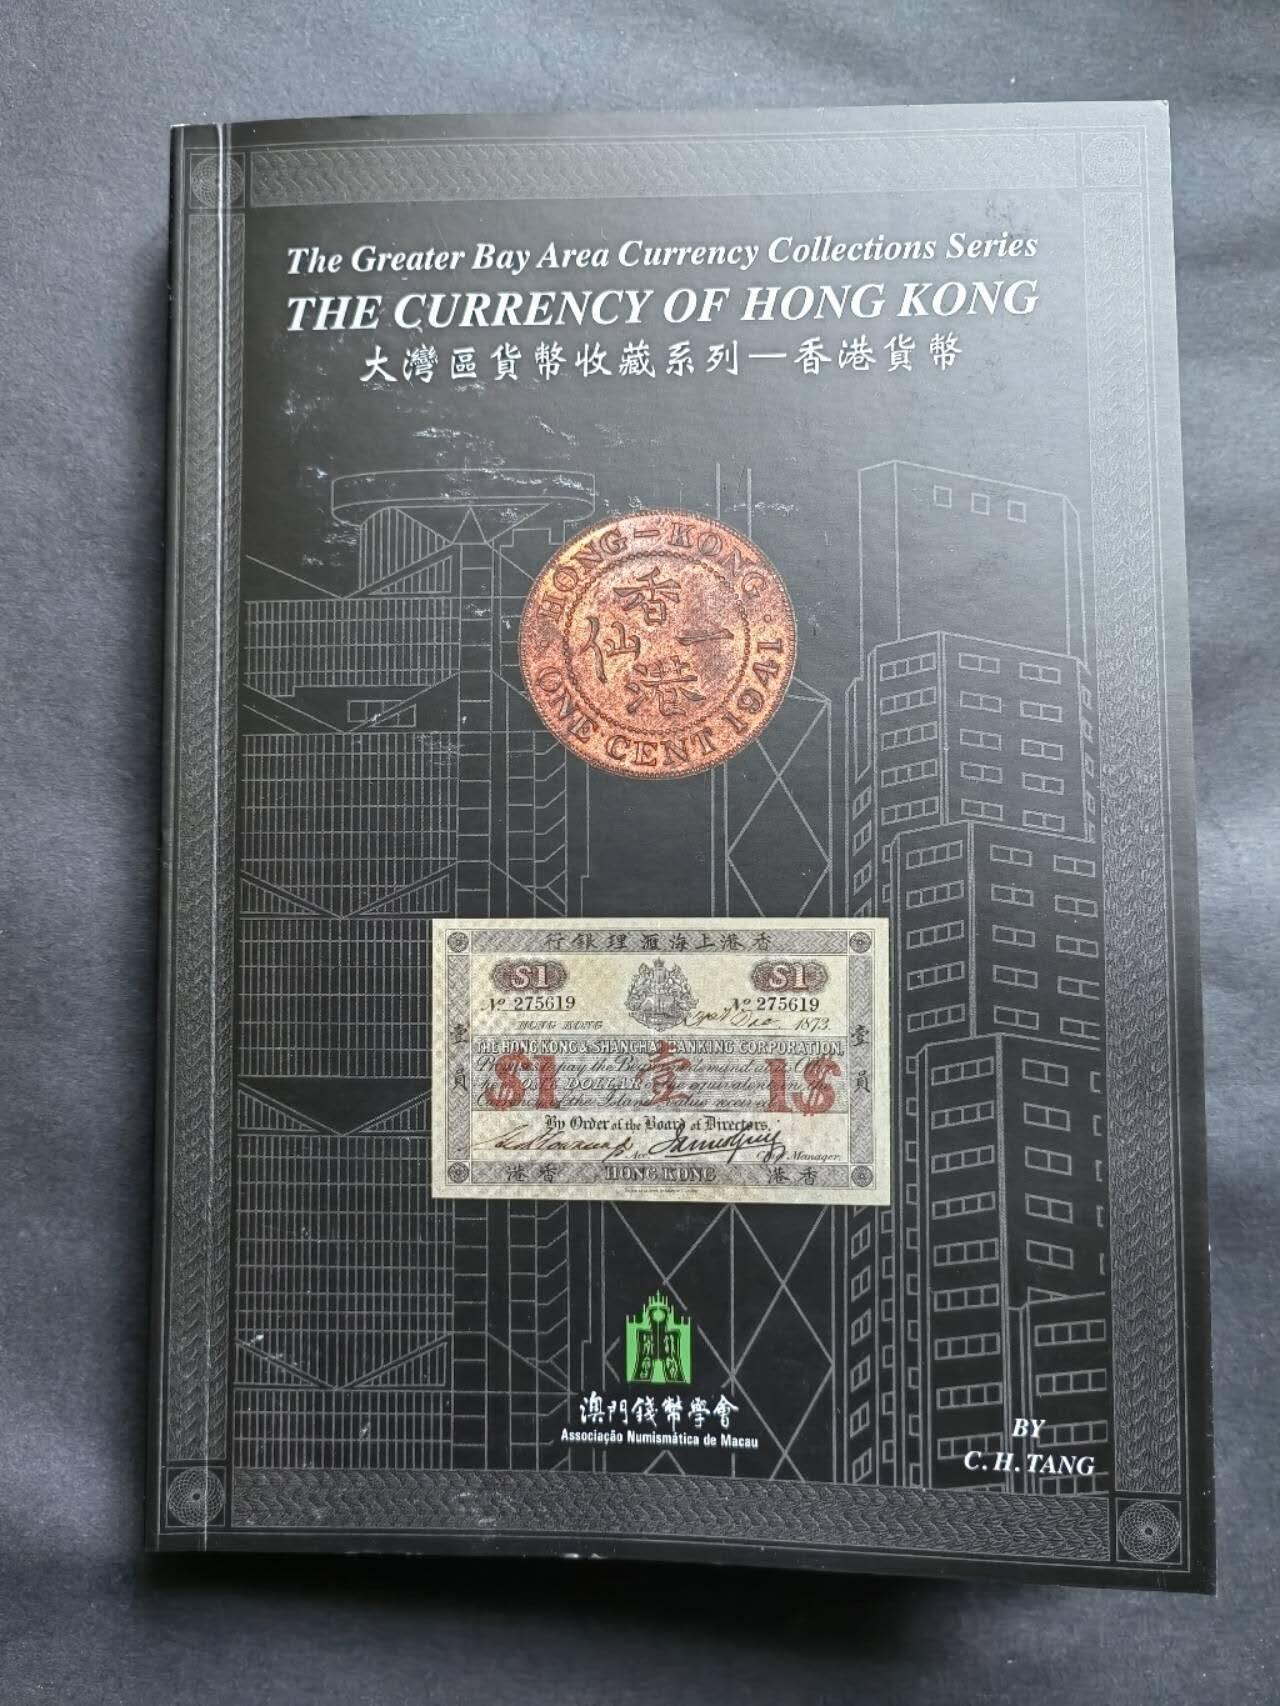 The Greater Bay Area Currency Collections Series
THE CURRENCY OF HONG KONG
大灣區貨幣收藏系列—香港貨幣
HONG-KONG
香港
一仙
ONE CENT 1941
行銀理滙海上港香
$1 $1
No 275619 No 275619
HONG KONG 1873
THE HONG KONG & SHANGHAI BANKING CORPORATION,
壹員 壹員
$1 壹 1$
ONE DOLLAR
By Order of the Board of Directors,
Manager.
港香 HONG KONG 港香
澳門錢幣學會
Associação Numismática de Macau
BY
C. H. TANG